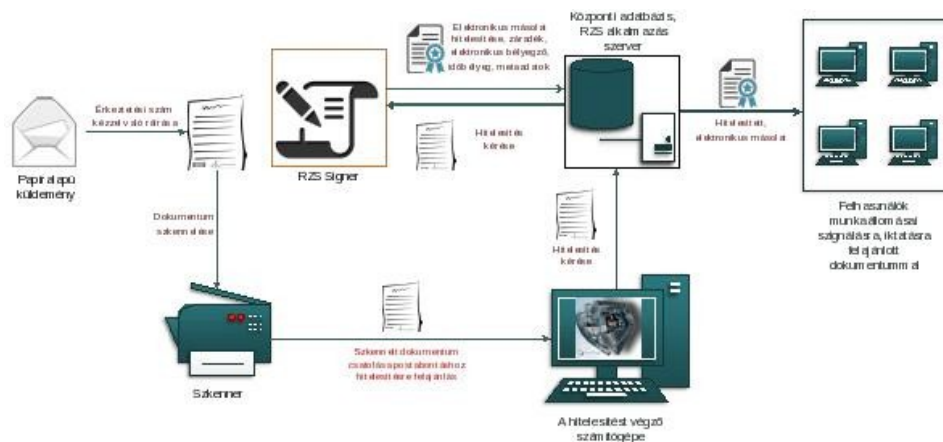 Elektronikus másolat
hitelesítése, záradék,
elektronikus bélyegző,
időbélyeg, metaadatok
Központi adatbázis,
RZS alkalmazás
szerver
Érkeztetési szám
kézzel való ráírása
Hitelesítés
kérése
Hitelesített,
elektronikus másolat
RZS Signer
Papíralapú
küldemény
Dokumentum
szkennelése
Hitelesítés
kérése
Felhasználók
munkaállomásai
szignálásra, iktatásra
felajánlott
dokumentummal
Szkennelt dokumentum
csatolása postabontáshoz
hitelesítésre felajánlás
Szkenner
A hitelesítést végző
számítógépe